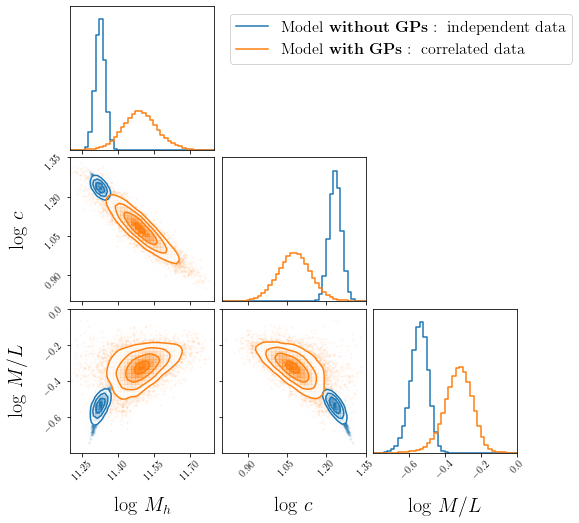 Model without GPs : independent data
Model with GPs : correlated data
1.35
1.20
1.05
0.90
log c
0.0
−0.2
−0.4
−0.6
log M/L
11.25
11.40
11.55
11.70
0.90
1.05
1.20
1.35
−0.6
−0.4
−0.2
0.0
log M_h
log c
log M/L